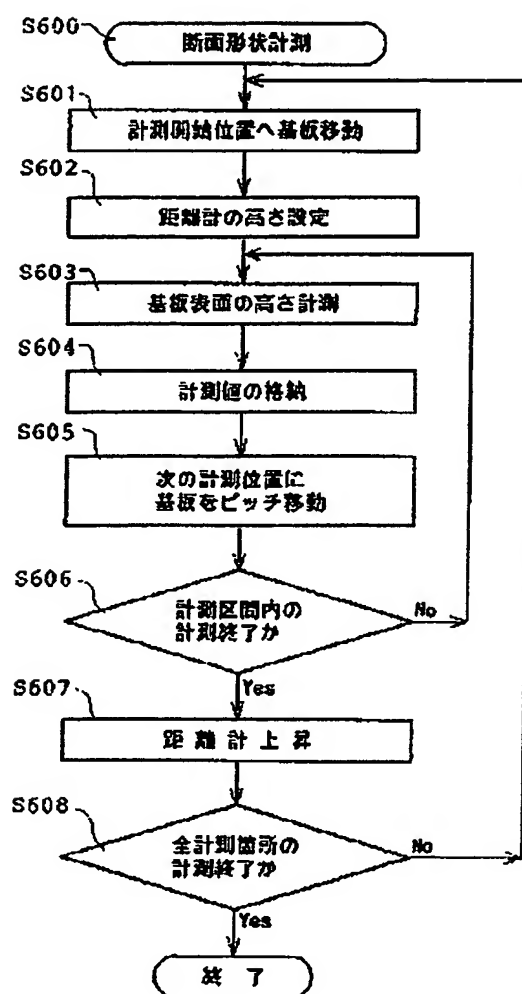 S600
断面形状計測
S601
計測開始位置へ基板移動
S602
距離計の高さ設定
S603
基板表面の高さ計測
S604
計測値の格納
S605
次の計測位置に
基板をピッチ移動
S606
計測区間内の
計測終了か
No
Yes
S607
距離計上昇
S608
全計測箇所の
計測終了か
No
Yes
終了